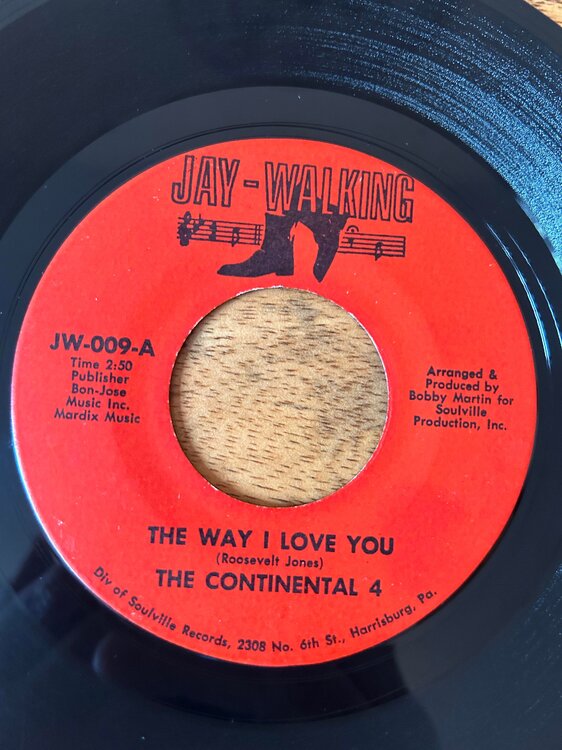 JAY-WALKING
JW-009-A
Time 2:50
Publisher
Bon-Jose
Music Inc.
Mardix Music
Arranged &
Produced by
Bobby Martin for
Soulville
Production, Inc.
THE WAY I LOVE YOU
(Roosevelt Jones)
THE CONTINENTAL 4
Div of Soulville Records, 2308 No. 6th St., Harrisburg, Pa.